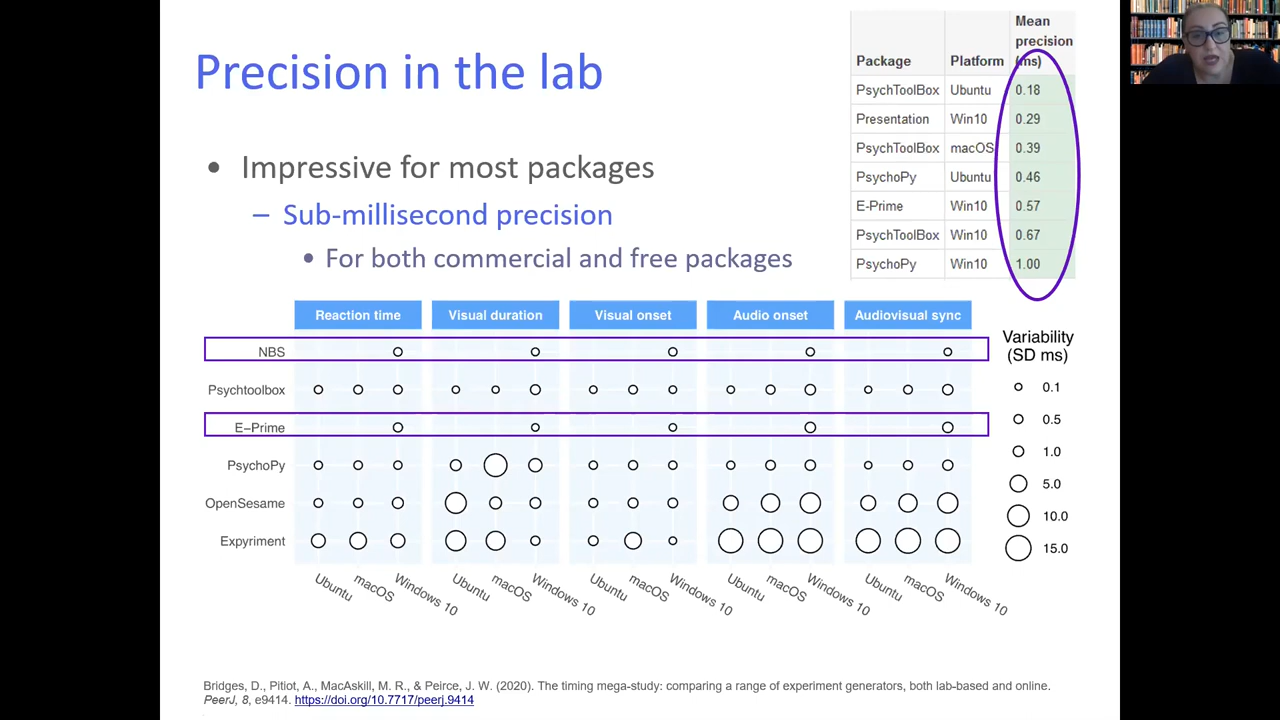 Precision in the lab
• Impressive for most packages
– Sub-millisecond precision
• For both commercial and free packages
Package Platform Mean precision (ms)
PsychToolBox Ubuntu 0.18
Presentation Win10 0.29
PsychToolBox macOS 0.39
PsychoPy Ubuntu 0.46
E-Prime Win10 0.57
PsychToolBox Win10 0.67
PsychoPy Win10 1.00
Reaction time Visual duration Visual onset Audio onset Audiovisual sync
NBS
Psychtoolbox
E-Prime
PsychoPy
OpenSesame
Expyriment
Ubuntu macOS Windows 10 Ubuntu macOS Windows 10 Ubuntu macOS Windows 10 Ubuntu macOS Windows 10 Ubuntu macOS Windows 10
Variability
(SD ms)
0.1
0.5
1.0
5.0
10.0
15.0
Bridges, D., Pitiot, A., MacAskill, M. R., & Peirce, J. W. (2020). The timing mega-study: comparing a range of experiment generators, both lab-based and online.
PeerJ, 8, e9414. https://doi.org/10.7717/peerj.9414